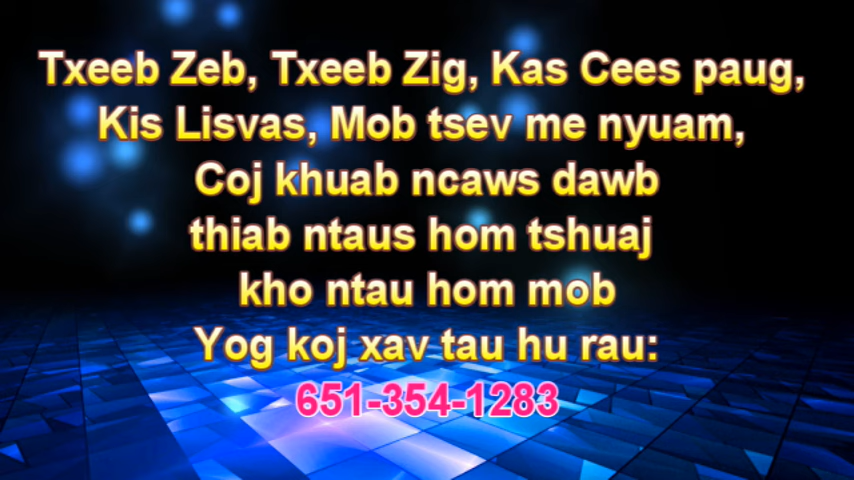 Txeeb Zeb, Txeeb Zig, Kas Cees paug,
Kis Lisvas, Mob tsev me nyuam,
Coj khuab ncaws dawb
thiab ntaus hom tshuaj
kho ntau hom mob
Yog koj xav tau hu rau:
651-354-1283